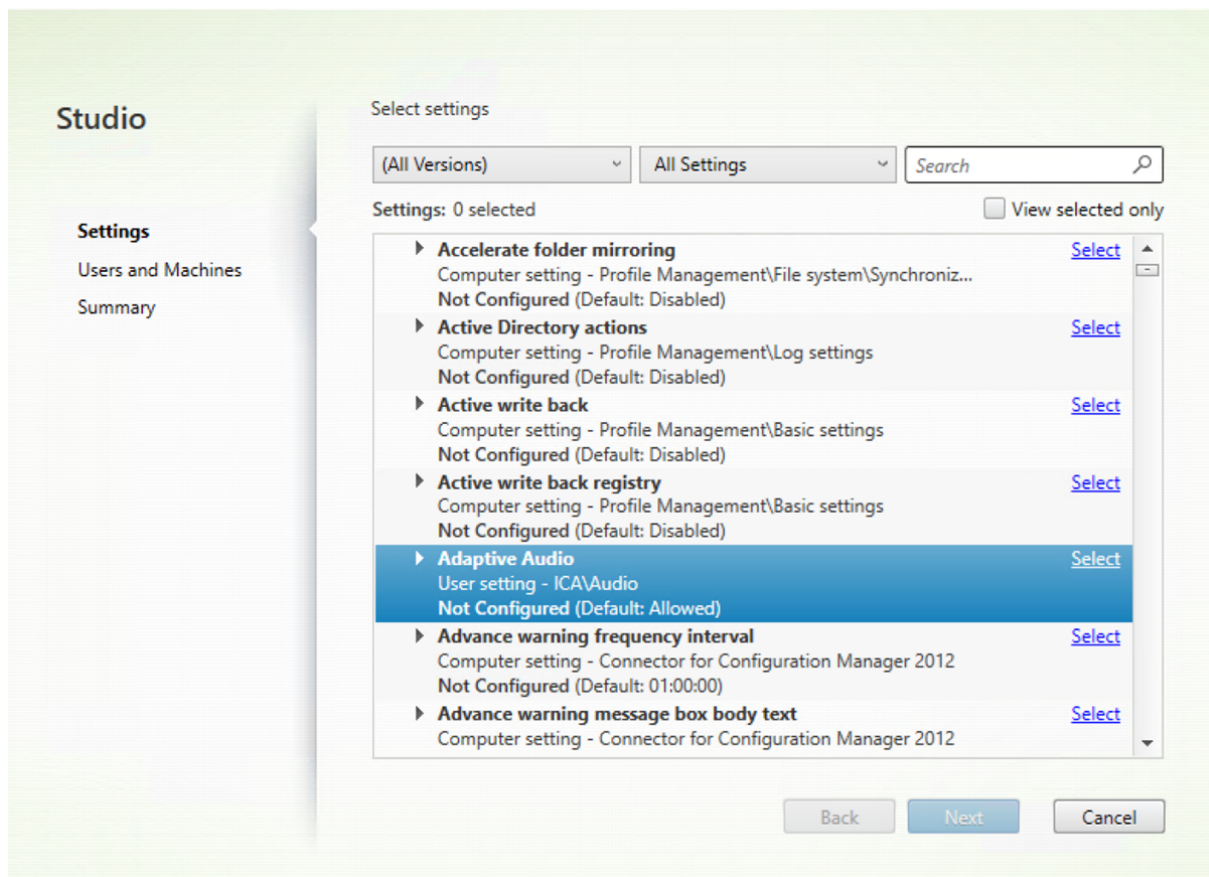 Studio
Select settings
(All Versions)
All Settings
Search
Settings: 0 selected
View selected only
Settings
Users and Machines
Summary
Accelerate folder mirroring
Select
Computer setting - Profile Management\File system\Synchroniz...
Not Configured (Default: Disabled)
Active Directory actions
Select
Computer setting - Profile Management\Log settings
Not Configured (Default: Disabled)
Active write back
Select
Computer setting - Profile Management\Basic settings
Not Configured (Default: Disabled)
Active write back registry
Select
Computer setting - Profile Management\Basic settings
Not Configured (Default: Disabled)
Adaptive Audio
Select
User setting - ICA\Audio
Not Configured (Default: Allowed)
Advance warning frequency interval
Select
Computer setting - Connector for Configuration Manager 2012
Not Configured (Default: 01:00:00)
Advance warning message box body text
Select
Computer setting - Connector for Configuration Manager 2012
Back
Next
Cancel